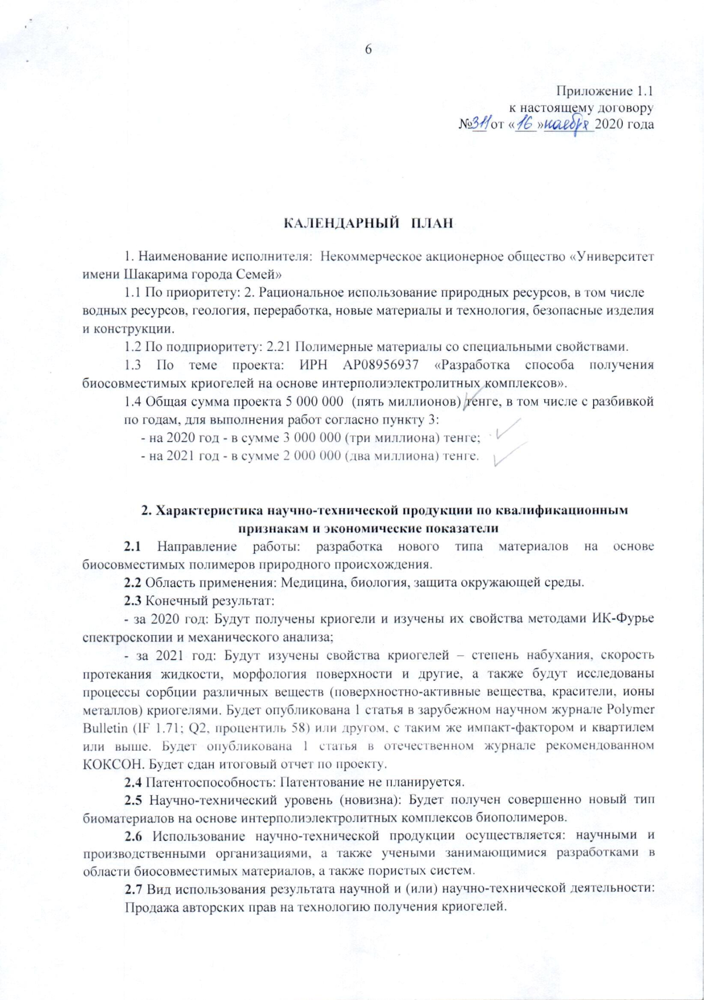 6
Приложение 1.1
к настоящему договору
№311 от «16» ноября 2020 года
КАЛЕНДАРНЫЙ ПЛАН
1. Наименование исполнителя: Некоммерческое акционерное общество «Университет
имени Шакарима города Семей»
1.1 По приоритету: 2. Рациональное использование природных ресурсов, в том числе
водных ресурсов, геология, переработка, новые материалы и технология, безопасные изделия
и конструкции.
1.2 По подприоритету: 2.21 Полимерные материалы со специальными свойствами.
1.3 По теме проекта: ИРН АР08956937 «Разработка способа получения
биосовместимых криогелей на основе интерполиэлектролитных комплексов».
1.4 Общая сумма проекта 5 000 000 (пять миллионов) тенге, в том числе с разбивкой
по годам, для выполнения работ согласно пункту 3:
- на 2020 год - в сумме 3 000 000 (три миллиона) тенге;
- на 2021 год - в сумме 2 000 000 (два миллиона) тенге.
2. Характеристика научно-технической продукции по квалификационным
признакам и экономические показатели
2.1 Направление работы: разработка нового типа материалов на основе
биосовместимых полимеров природного происхождения.
2.2 Область применения: Медицина, биология, защита окружающей среды.
2.3 Конечный результат:
- за 2020 год: Будут получены криогели и изучены их свойства методами ИК-Фурье
спектроскопии и механического анализа;
- за 2021 год: Будут изучены свойства криогелей – степень набухания, скорость
протекания жидкости, морфология поверхности и другие, а также будут исследованы
процессы сорбции различных веществ (поверхностно-активные вещества, красители, ионы
металлов) криогелями. Будет опубликована 1 статья в зарубежном научном журнале Polymer
Bulletin (IF 1.71; Q2, процентиль 58) или другом, с таким же импакт-фактором и квартилем
или выше. Будет опубликована 1 статья в отечественном журнале рекомендованном
КОКСОН. Будет сдан итоговый отчет по проекту.
2.4 Патентоспособность: Патентование не планируется.
2.5 Научно-технический уровень (новизна): Будет получен совершенно новый тип
биоматериалов на основе интерполиэлектролитных комплексов биополимеров.
2.6 Использование научно-технической продукции осуществляется: научными и
производственными организациями, а также учеными занимающимися разработками в
области биосовместимых материалов, а также пористых систем.
2.7 Вид использования результата научной и (или) научно-технической деятельности:
Продажа авторских прав на технологию получения криогелей.